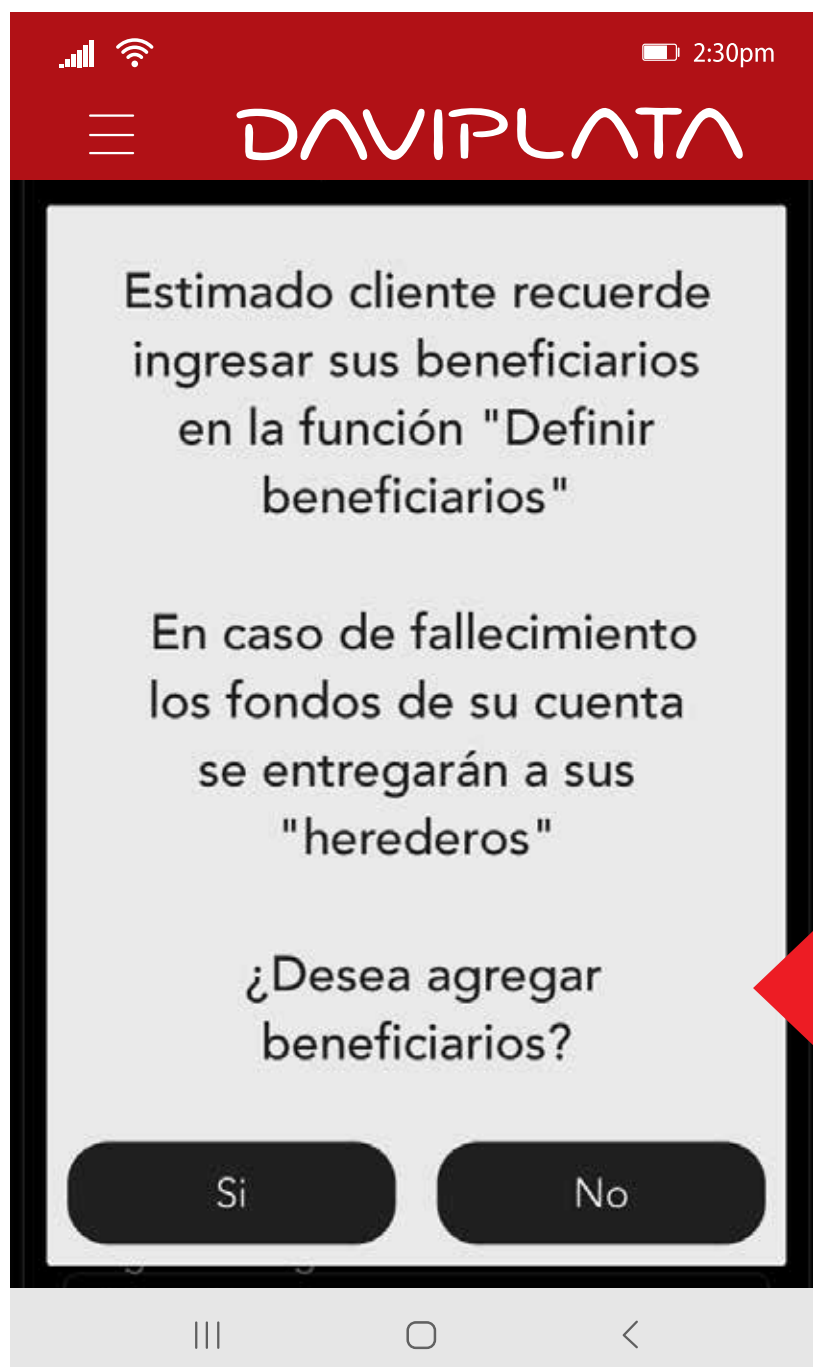 2:30pm
DAVIPLATA
Estimado cliente recuerde
ingresar sus beneficiarios
en la función "Definir
beneficiarios"
En caso de fallecimiento
los fondos de su cuenta
se entregarán a sus
"herederos"
¿Desea agregar
beneficiarios?
Si
No